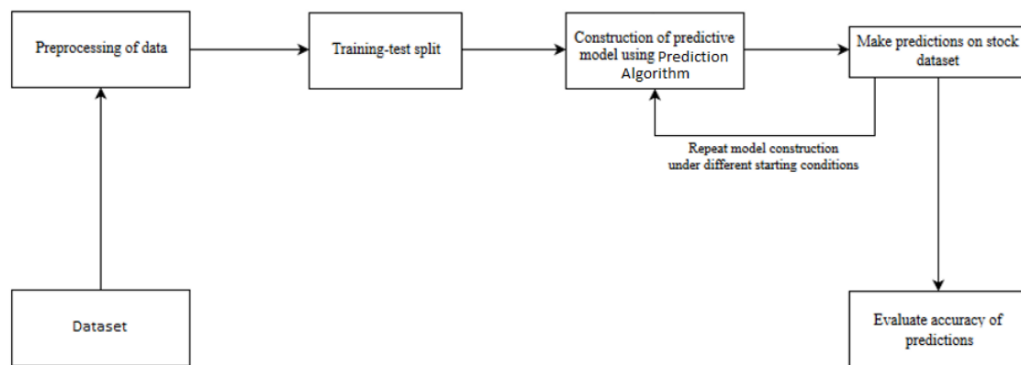 Preprocessing of data
Training-test split
Construction of predictive
model using Prediction
Algorithm
Make predictions on stock
dataset
Repeat model construction
under different starting conditions
Dataset
Evaluate accuracy of
predictions